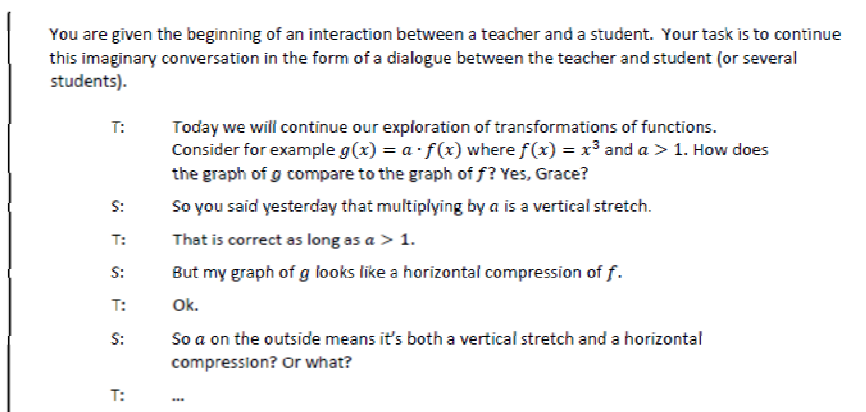 You are given the beginning of an interaction between a teacher and a student. Your task is to continue
this imaginary conversation in the form of a dialogue between the teacher and student (or several
students).
T: Today we will continue our exploration of transformations of functions.
Consider for example g(x) = a · f(x) where f(x) = x³ and a > 1. How does
the graph of g compare to the graph of f? Yes, Grace?
S: So you said yesterday that multiplying by a is a vertical stretch.
T: That is correct as long as a > 1.
S: But my graph of g looks like a horizontal compression of f.
T: Ok.
S: So a on the outside means it's both a vertical stretch and a horizontal
compression? Or what?
T: ...